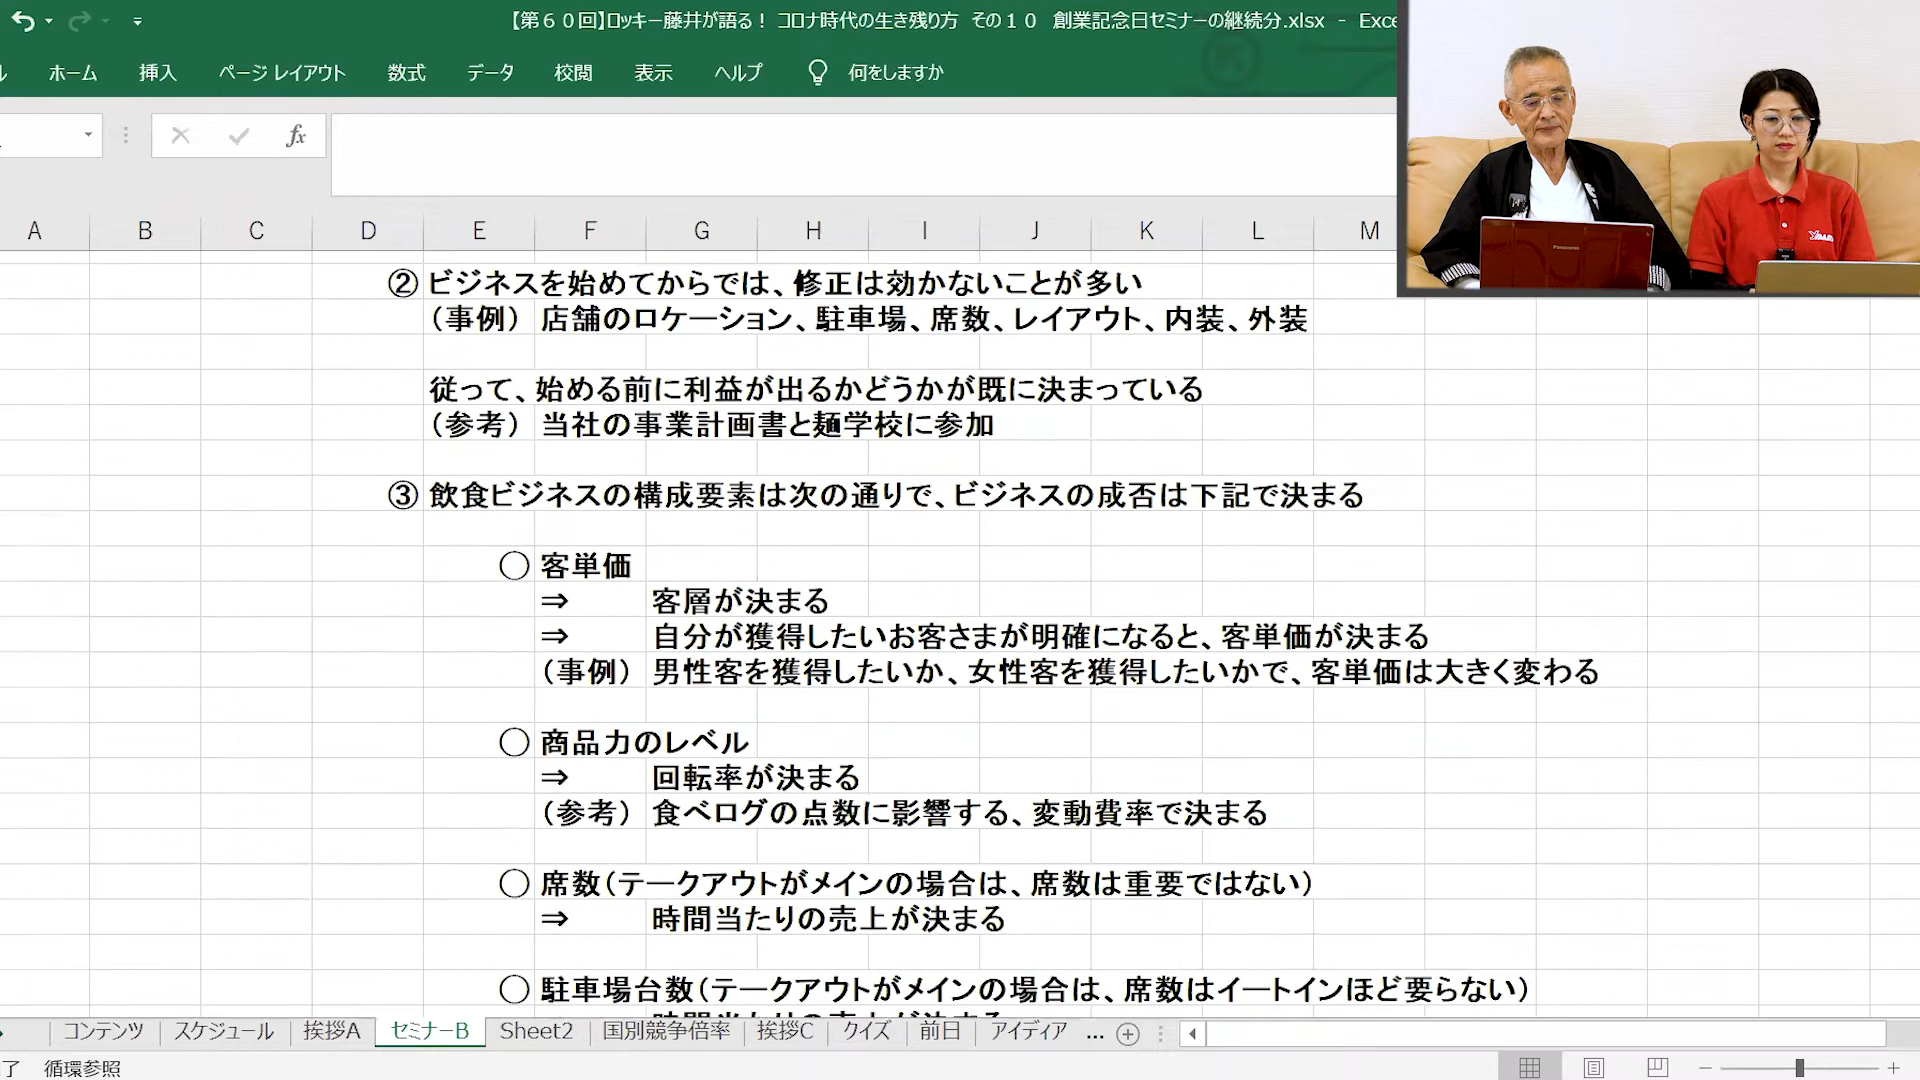 【第６０回】ロッキー藤井が語る！ コロナ時代の生き残り方 その１０ 創業記念日セミナーの継続分.xlsx - Exce
ホーム 挿入 ページ レイアウト 数式 データ 校閲 表示 ヘルプ 何をしますか
fx
A B C D E F G H I J K L M
② ビジネスを始めてからでは、修正は効かないことが多い
（事例） 店舗のロケーション、駐車場、席数、レイアウト、内装、外装
従って、始める前に利益が出るかどうかが既に決まっている
（参考） 当社の事業計画書と麺学校に参加
③ 飲食ビジネスの構成要素は次の通りで、ビジネスの成否は下記で決まる
〇 客単価
⇒ 客層が決まる
⇒ 自分が獲得したいお客さまが明確になると、客単価が決まる
（事例） 男性客を獲得したいか、女性客を獲得したいかで、客単価は大きく変わる
〇 商品力のレベル
⇒ 回転率が決まる
（参考） 食べログの点数に影響する、変動費率で決まる
〇 席数（テークアウトがメインの場合は、席数は重要ではない）
⇒ 時間当たりの売上が決まる
〇 駐車場台数（テークアウトがメインの場合は、席数はイートインほど要らない）
コンテンツ スケジュール 挨拶A セミナーB Sheet2 国別競争倍率 挨拶C クイズ 前日 アイディア ...
了 循環参照